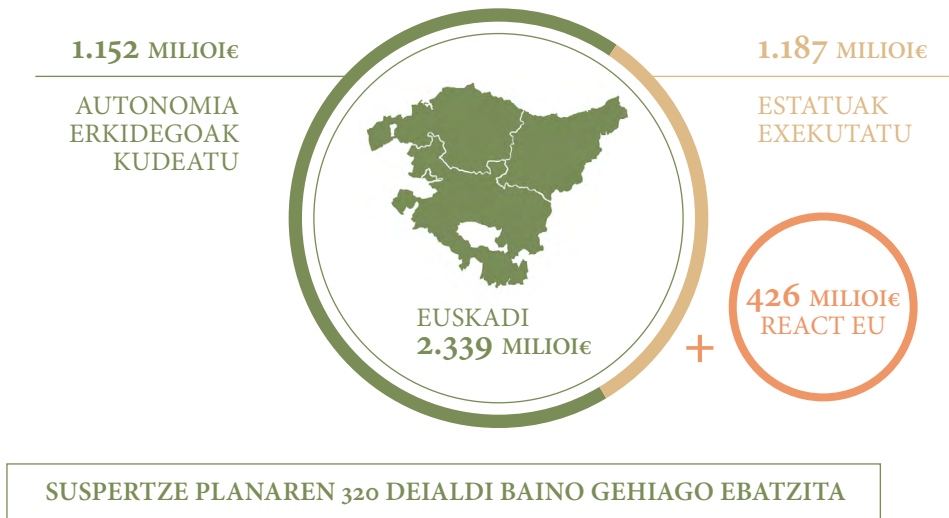 1.152 MILIOI€
AUTONOMIA
ERKIDEGOAK
KUDEATU
1.187 MILIOI€
ESTATUAK
EXEKUTATU
EUSKADI
2.339 MILIOI€
+
426 MILIOI€
REACT EU
SUSPERTZE PLANAREN 320 DEIALDI BAINO GEHIAGO EBATZITA